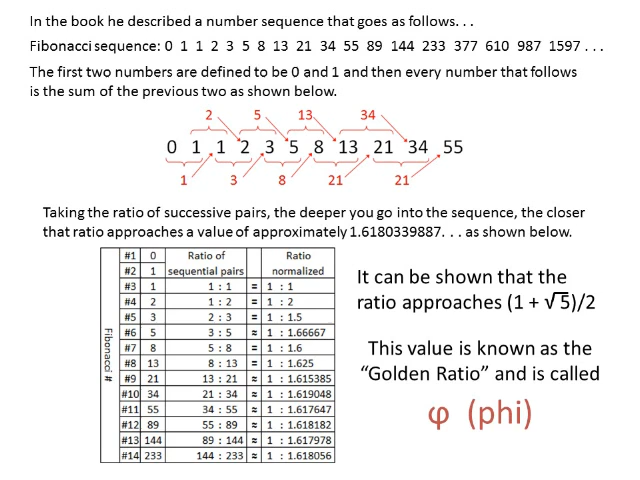 In the book he described a number sequence that goes as follows. . .
Fibonacci sequence: 0 1 1 2 3 5 8 13 21 34 55 89 144 233 377 610 987 1597 . . .
The first two numbers are defined to be 0 and 1 and then every number that follows
is the sum of the previous two as shown below.
2 5 13 34
0 1 1 2 3 5 8 13 21 34 55
1 3 8 21 21
Taking the ratio of successive pairs, the deeper you go into the sequence, the closer
that ratio approaches a value of approximately 1.6180339887. . . as shown below.
Fibonacci #
#1 0 Ratio of Ratio
#2 1 sequential pairs normalized
#3 1 1 : 1 = 1 : 1
#4 2 1 : 2 = 1 : 2
#5 3 2 : 3 = 1 : 1.5
#6 5 3 : 5 ≈ 1 : 1.66667
#7 8 5 : 8 = 1 : 1.6
#8 13 8 : 13 = 1 : 1.625
#9 21 13 : 21 ≈ 1 : 1.615385
#10 34 21 : 34 ≈ 1 : 1.619048
#11 55 34 : 55 ≈ 1 : 1.617647
#12 89 55 : 89 ≈ 1 : 1.618182
#13 144 89 : 144 ≈ 1 : 1.617978
#14 233 144 : 233 ≈ 1 : 1.618056
It can be shown that the
ratio approaches (1 + √5)/2
This value is known as the
“Golden Ratio” and is called
φ (phi)